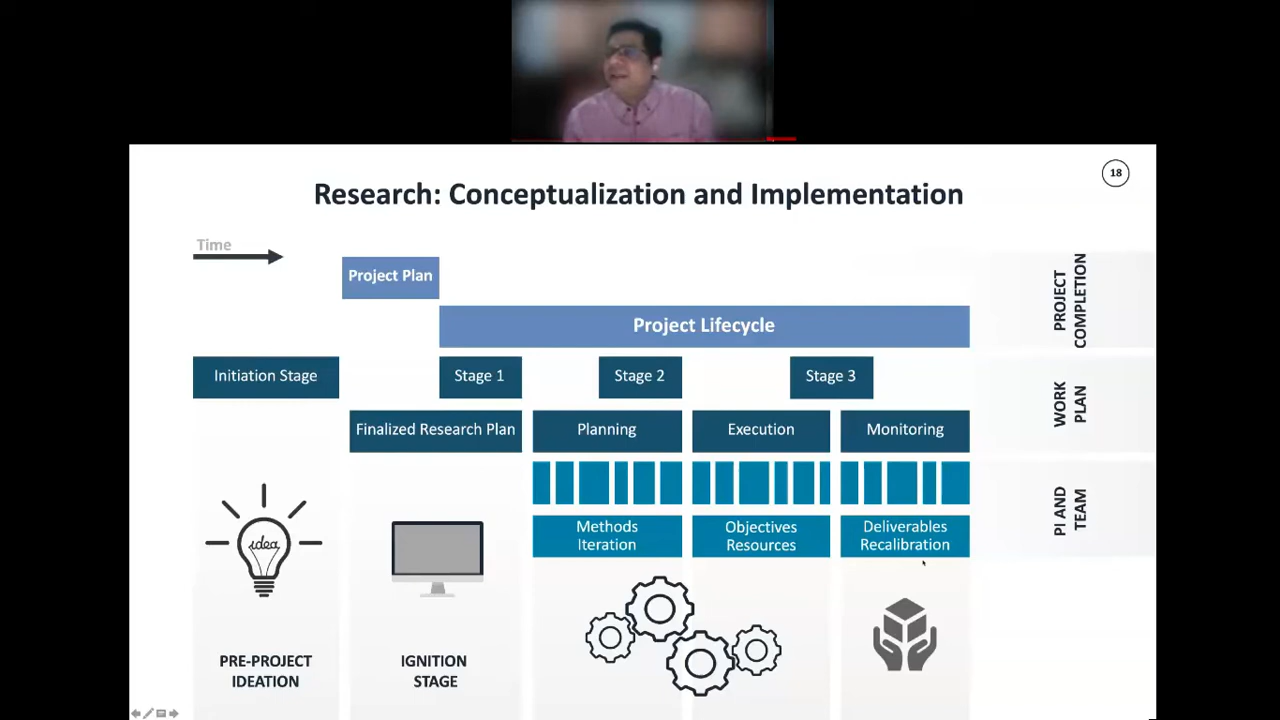 18
Research: Conceptualization and Implementation
Time
Project Plan
Project Lifecycle
PROJECT
COMPLETION
Initiation Stage
Stage 1
Stage 2
Stage 3
Finalized Research Plan
Planning
Execution
Monitoring
WORK
PLAN
Methods
Iteration
Objectives
Resources
Deliverables
Recalibration
PI AND
TEAM
idea
PRE-PROJECT
IDEATION
IGNITION
STAGE